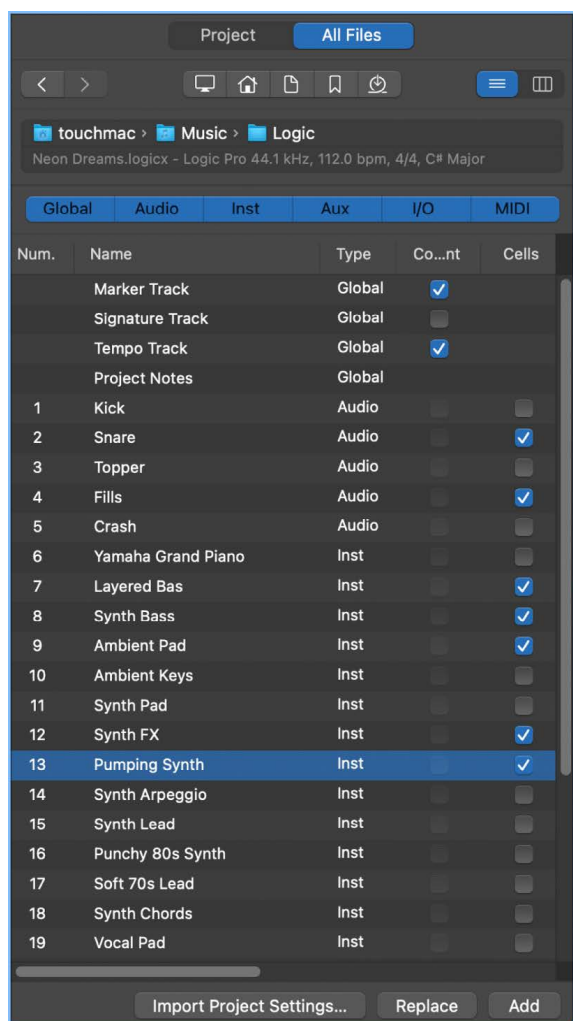 Project All Files
touchmac › Music › Logic
Neon Dreams.logicx - Logic Pro 44.1 kHz, 112.0 bpm, 4/4, C# Major
Global Audio Inst Aux I/O MIDI
Num. Name Type Co...nt Cells
Marker Track Global
Signature Track Global
Tempo Track Global
Project Notes Global
1 Kick Audio
2 Snare Audio
3 Topper Audio
4 Fills Audio
5 Crash Audio
6 Yamaha Grand Piano Inst
7 Layered Bas Inst
8 Synth Bass Inst
9 Ambient Pad Inst
10 Ambient Keys Inst
11 Synth Pad Inst
12 Synth FX Inst
13 Pumping Synth Inst
14 Synth Arpeggio Inst
15 Synth Lead Inst
16 Punchy 80s Synth Inst
17 Soft 70s Lead Inst
18 Synth Chords Inst
19 Vocal Pad Inst
Import Project Settings... Replace Add